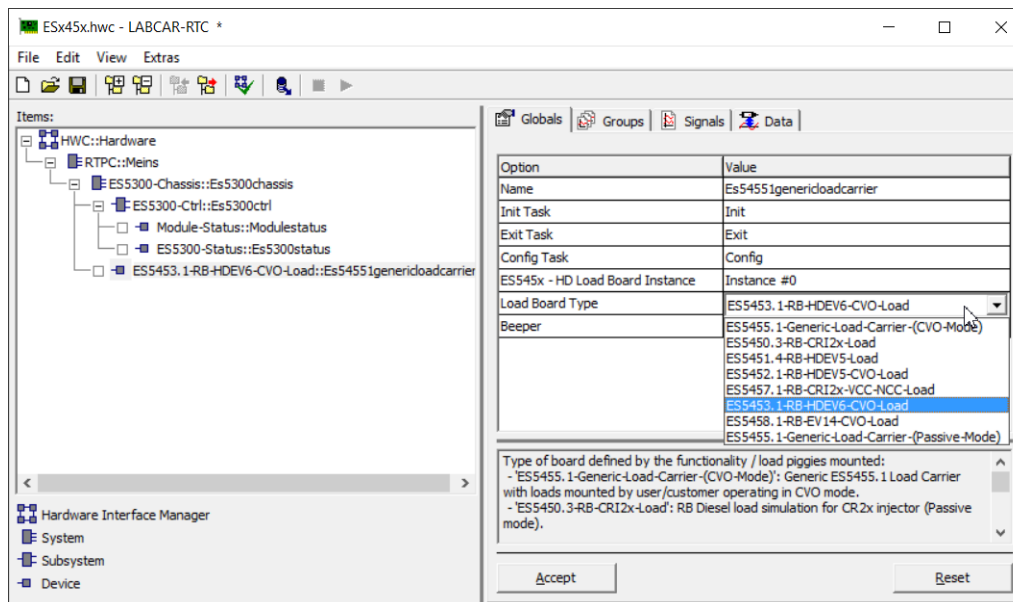 ESx45x.hwc - LABCAR-RTC *
File Edit View Extras
Items:
HWC::Hardware
RTPC::Meins
ES5300-Chassis::Es5300chassis
ES5300-Ctrl::Es5300ctrl
Module-Status::Modulestatus
ES5300-Status::Es5300status
ES5453.1-RB-HDEV6-CVO-Load::Es54551genericloadcarrier
Hardware Interface Manager
System
Subsystem
Device
Globals Groups Signals Data
Option Value
Name Es54551genericloadcarrier
Init Task Init
Exit Task Exit
Config Task Config
ES545x - HD Load Board Instance Instance #0
Load Board Type ES5453.1-RB-HDEV6-CVO-Load
Beeper
ES5455.1-Generic-Load-Carrier-(CVO-Mode)
ES5450.3-RB-CRI2x-Load
ES5451.4-RB-HDEV5-Load
ES5452.1-RB-HDEV5-CVO-Load
ES5457.1-RB-CRI2x-VCC-NCC-Load
ES5453.1-RB-HDEV6-CVO-Load
ES5458.1-RB-EV14-CVO-Load
ES5455.1-Generic-Load-Carrier-(Passive-Mode)
Type of board defined by the functionality / load piggies mounted:
- 'ES5455.1-Generic-Load-Carrier-(CVO-Mode)': Generic ES5455.1 Load Carrier
with loads mounted by user/customer operating in CVO mode.
- 'ES5450.3-RB-CRI2x-Load': RB Diesel load simulation for CR2x injector (Passive
mode).
Accept Reset